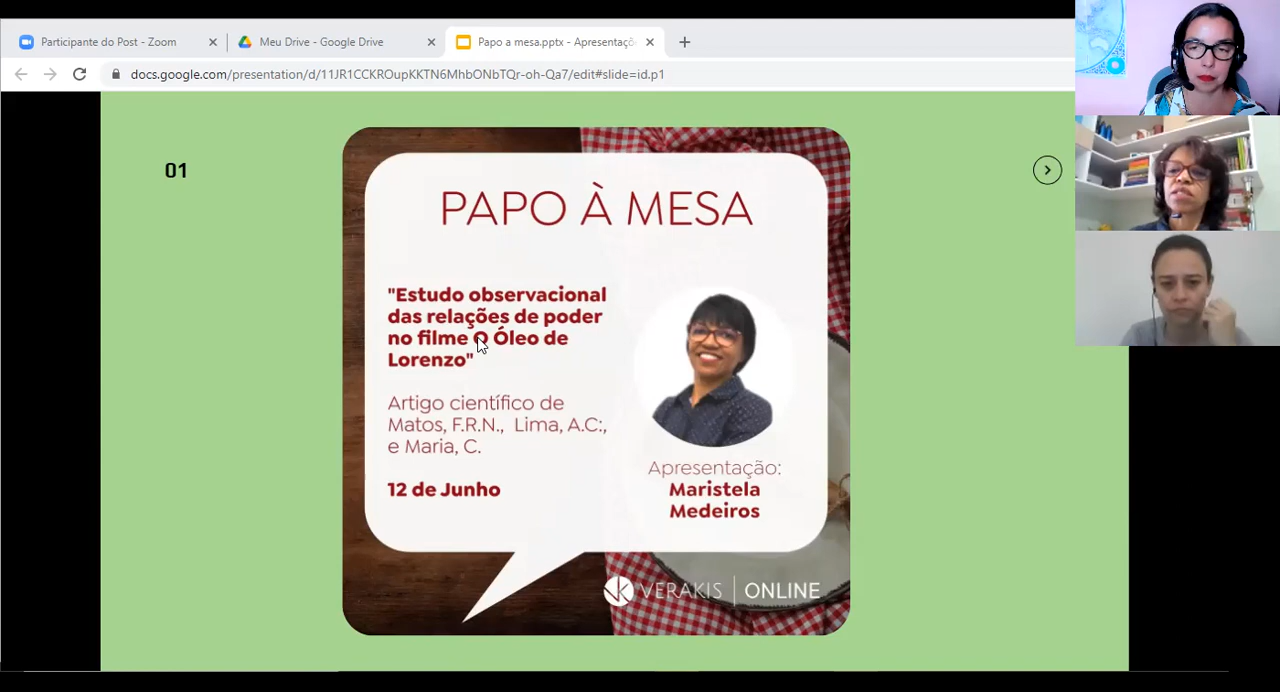 Participante do Post - Zoom
Meu Drive - Google Drive
Papo a mesa.pptx - Apresentaçõ
docs.google.com/presentation/d/11JR1CCKROupKKTN6MhbONbTQr-oh-Qa7/edit#slide=id.p1
01
PAPO À MESA
"Estudo observacional
das relações de poder
no filme O Óleo de
Lorenzo"
Artigo científico de
Matos, F.R.N., Lima, A.C:,
e Maria, C.
12 de Junho
Apresentação:
Maristela
Medeiros
VERAKIS | ONLINE